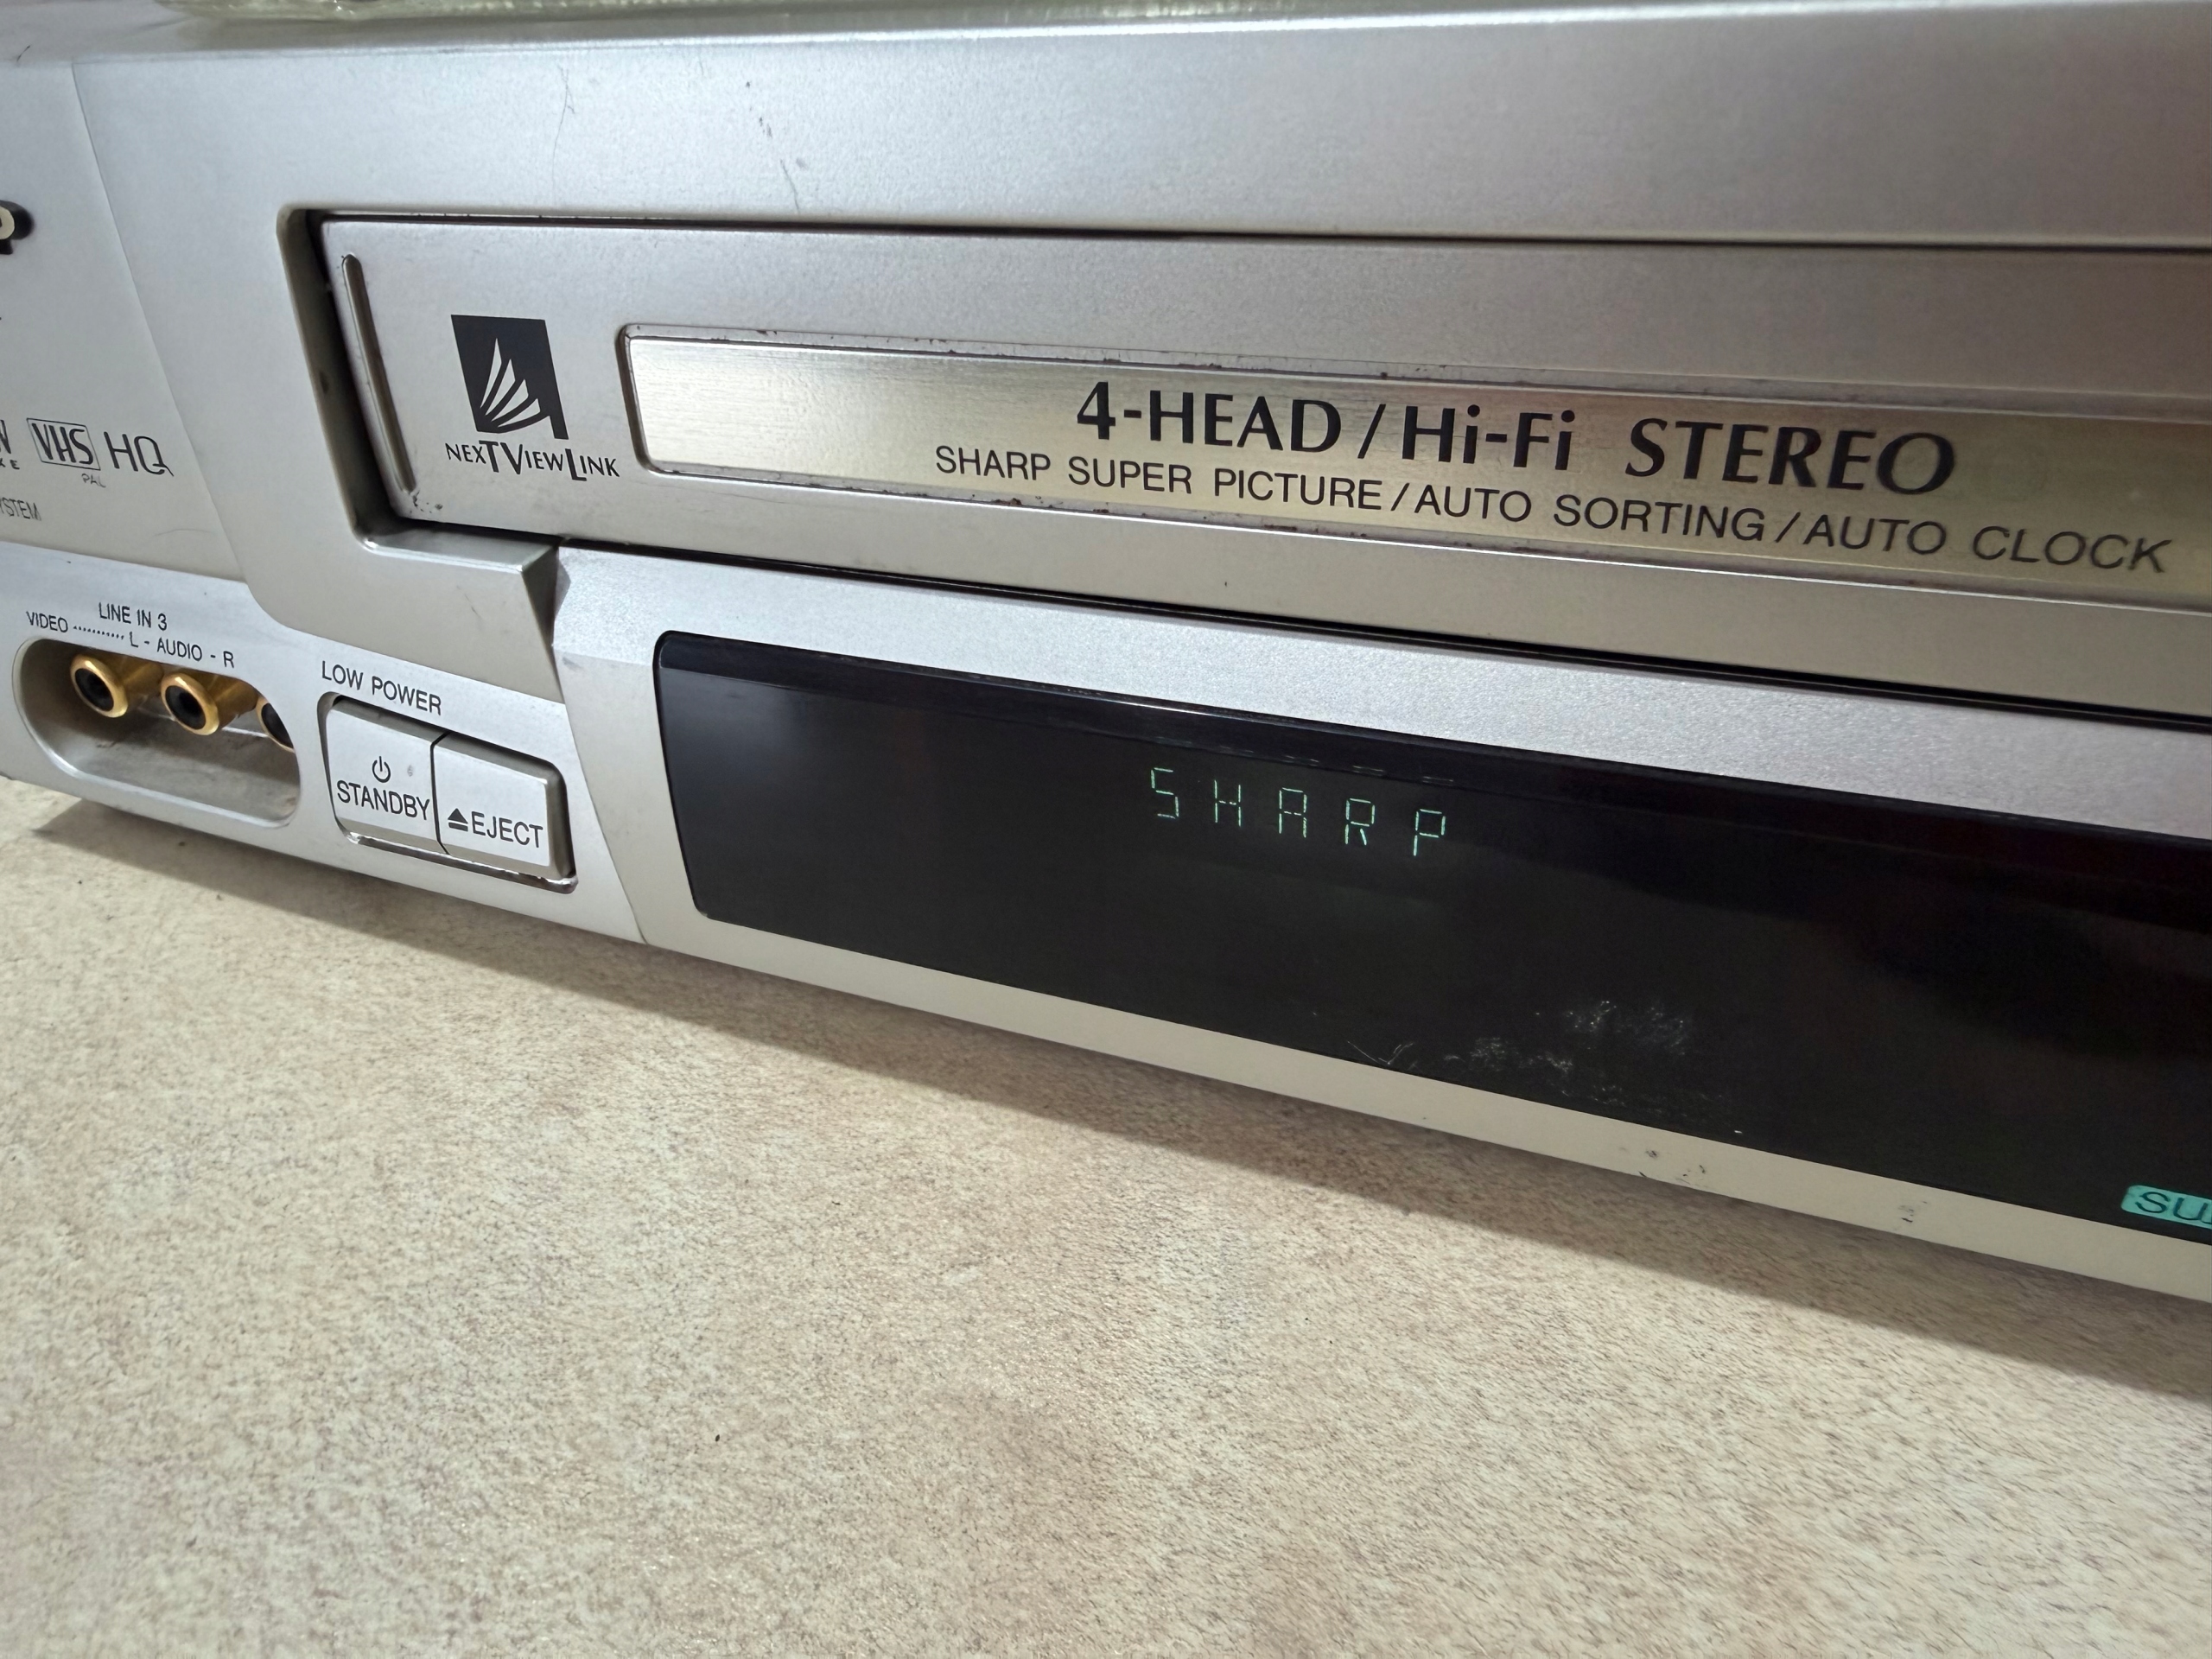 NEXTVIEWLINK
4-HEAD / Hi-Fi STEREO
SHARP SUPER PICTURE / AUTO SORTING / AUTO CLOCK
VHS HQ
PAL
LINE IN 3
VIDEO L - AUDIO - R
LOW POWER
STANDBY
EJECT
SHARP